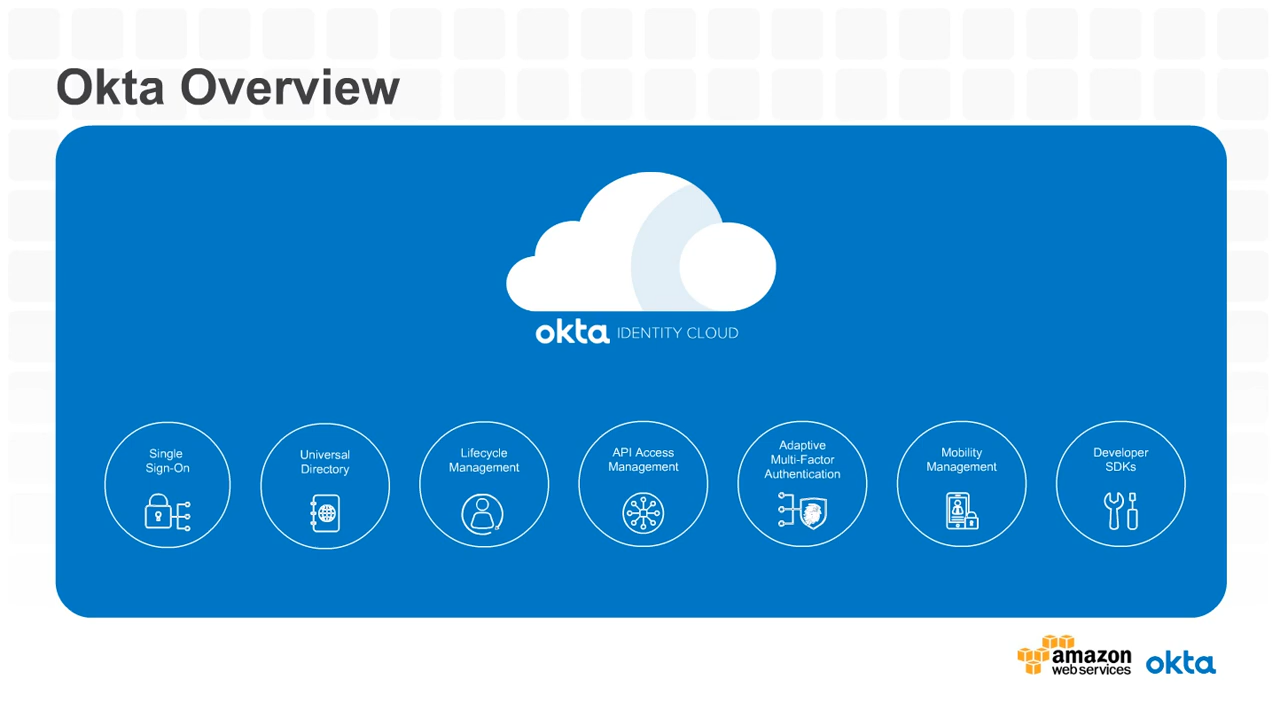 Okta Overview
okta IDENTITY CLOUD
Single
Sign-On
Universal
Directory
Lifecycle
Management
API Access
Management
Adaptive
Multi-Factor
Authentication
Mobility
Management
Developer
SDKs
amazon
web services
okta